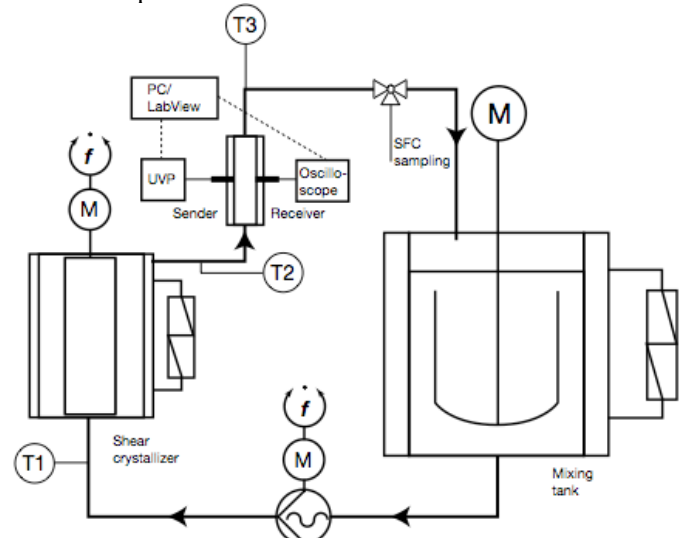 T3
PC/
LabView
M
f
SFC
sampling
UVP
Oscillo-
scope
M
Sender
Receiver
T2
f
Shear
crystallizer
M
T1
Mixing
tank